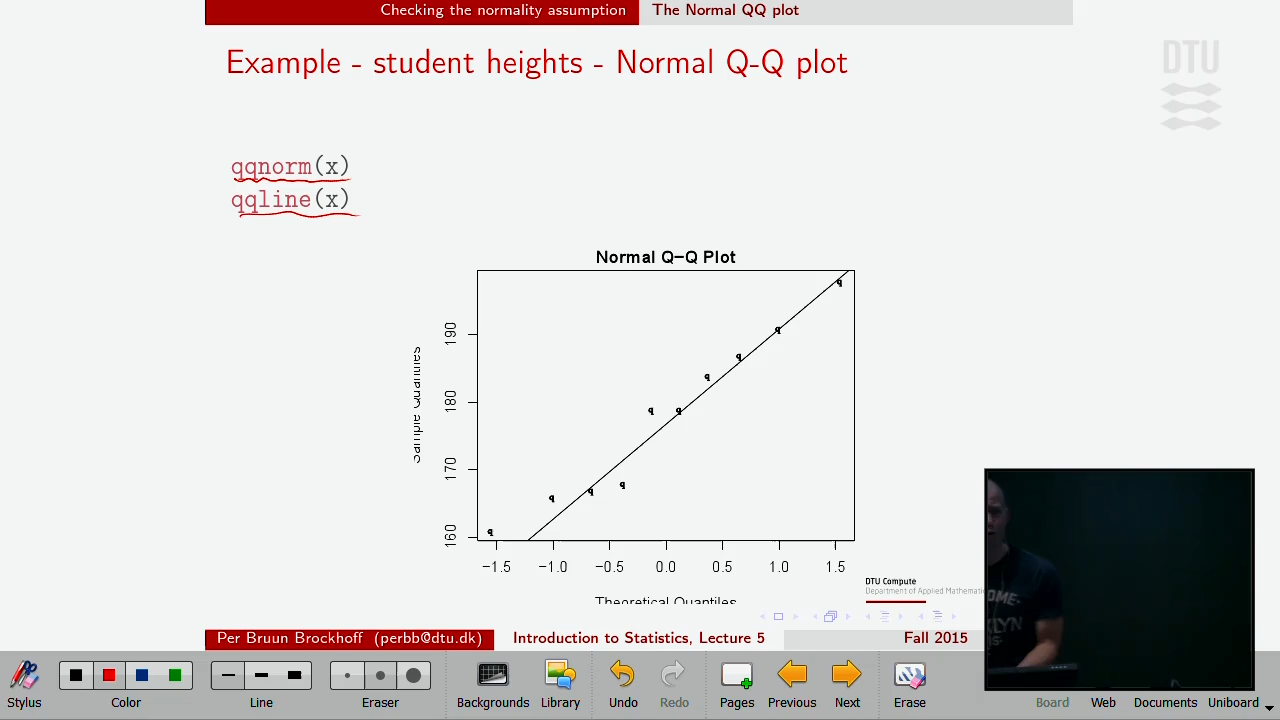 Checking the normality assumption The Normal QQ plot
DTU
Example - student heights - Normal Q-Q plot
qqnorm(x)
qqline(x)
Normal Q-Q Plot
190
180
170
160
Sample Quantiles
q q q q q q q q q q
-1.5 -1.0 -0.5 0.0 0.5 1.0 1.5
Theoretical Quantiles
DTU Compute
Department of Applied Mathematic
Per Bruun Brockhoff (perbb@dtu.dk) Introduction to Statistics, Lecture 5 Fall 2015
Stylus Color Line Eraser Backgrounds Library Undo Redo Pages Previous Next Erase Board Web Documents Uniboard